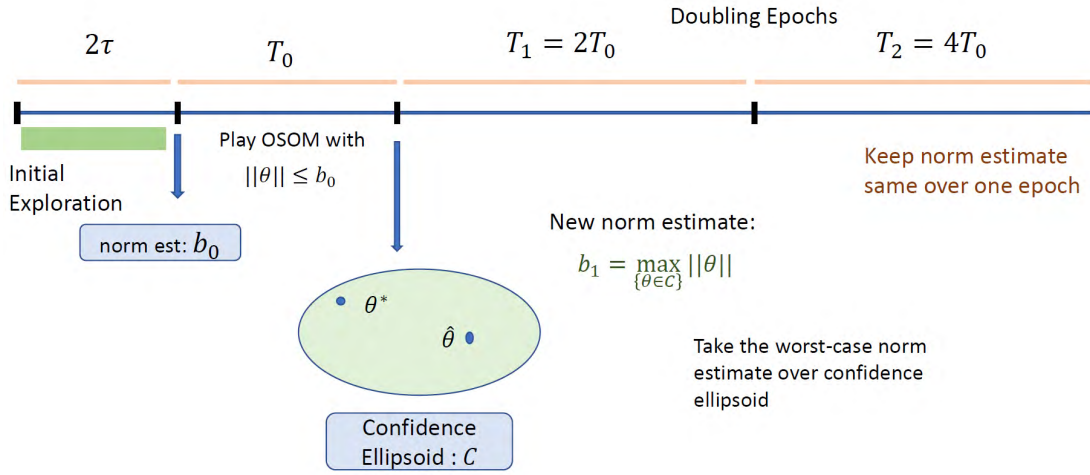 Doubling Epochs
2τ
T₀
T₁ = 2T₀
T₂ = 4T₀
Initial
Exploration
norm est: b₀
Play OSOM with
||θ|| ≤ b₀
Keep norm estimate
same over one epoch
New norm estimate:
b₁ = max ||θ||
{θ∈C}
θ*
θ̂
Take the worst-case norm
estimate over confidence
ellipsoid
Confidence
Ellipsoid : C